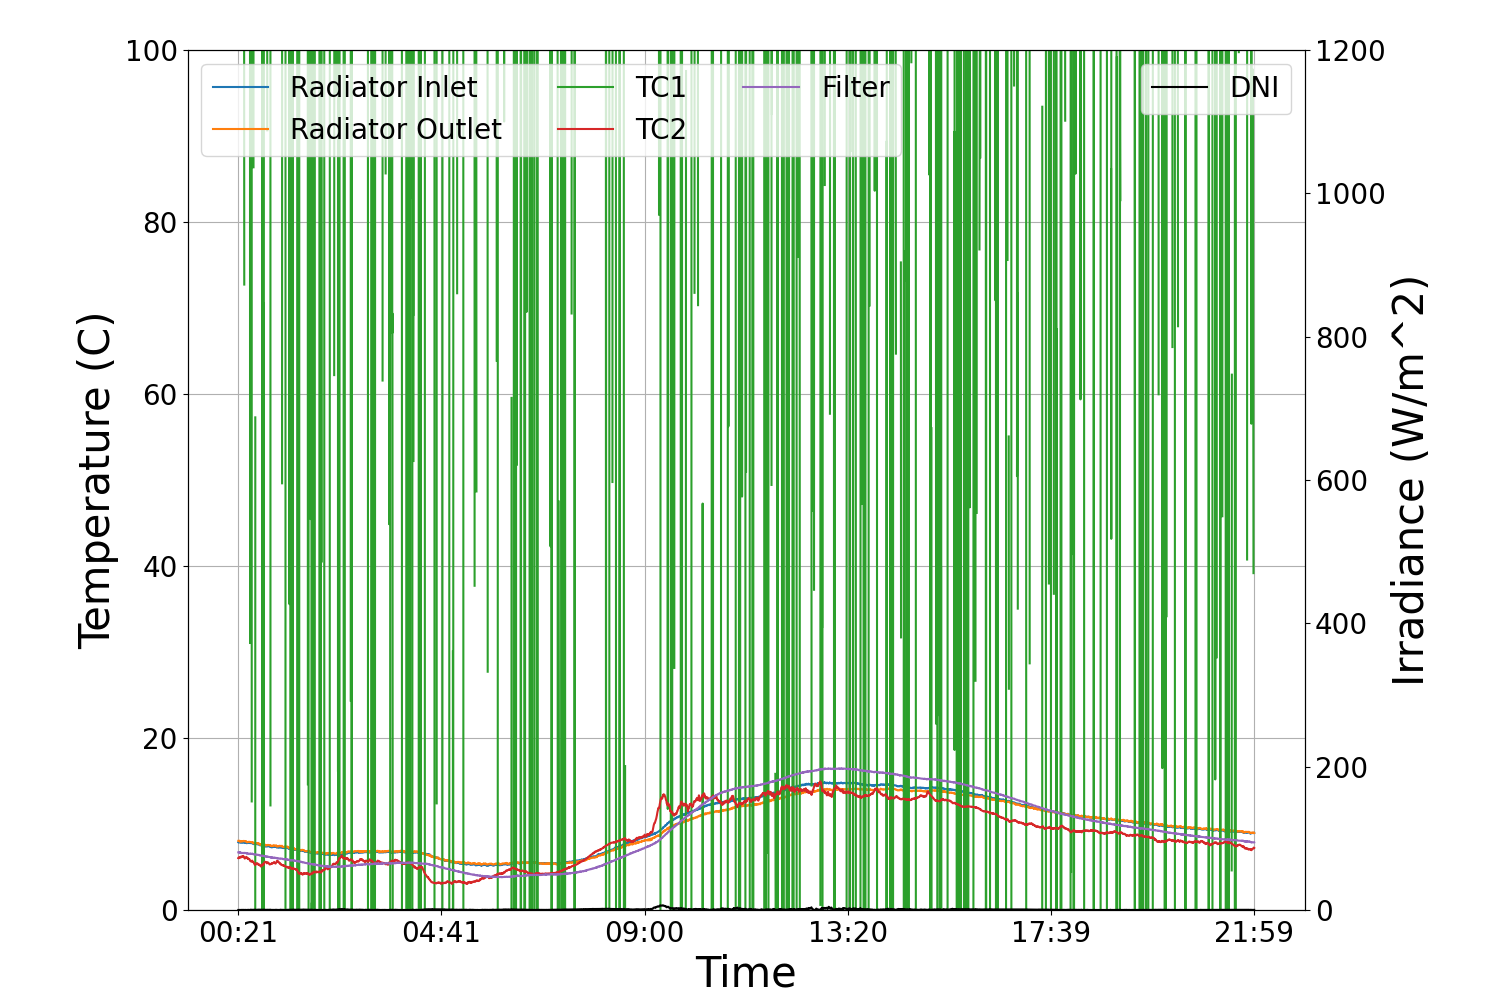 100
80
60
40
20
0
Temperature (C)
Radiator Inlet
Radiator Outlet
TC1
TC2
Filter
DNI
1200
1000
800
600
400
200
0
Irradiance (W/m^2)
00:21
04:41
09:00
13:20
17:39
21:59
Time